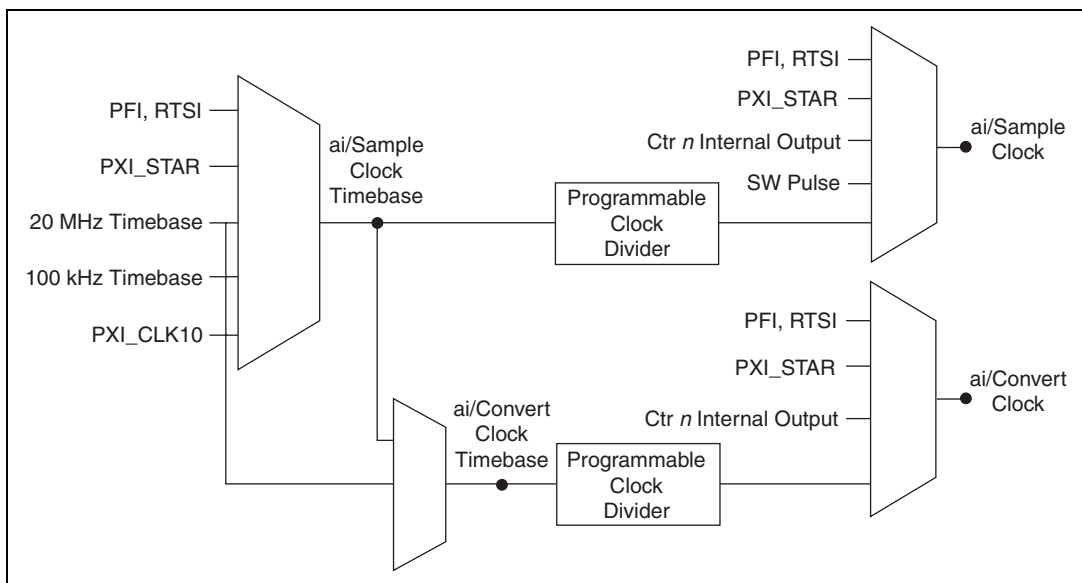 PFI, RTSI
PXI_STAR
20 MHz Timebase
100 kHz Timebase
PXI_CLK10
ai/Sample
Clock
Timebase
Programmable
Clock
Divider
PFI, RTSI
PXI_STAR
Ctr n Internal Output
SW Pulse
ai/Sample
Clock
ai/Convert
Clock
Timebase
Programmable
Clock
Divider
PFI, RTSI
PXI_STAR
Ctr n Internal Output
ai/Convert
Clock